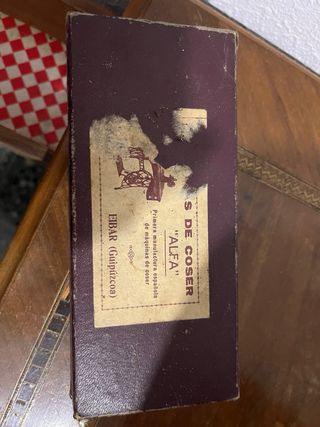 S DE COSER
"ALFA"
Primera manufactura española
de máquinas de coser
EIBAR (Guipúzcoa)